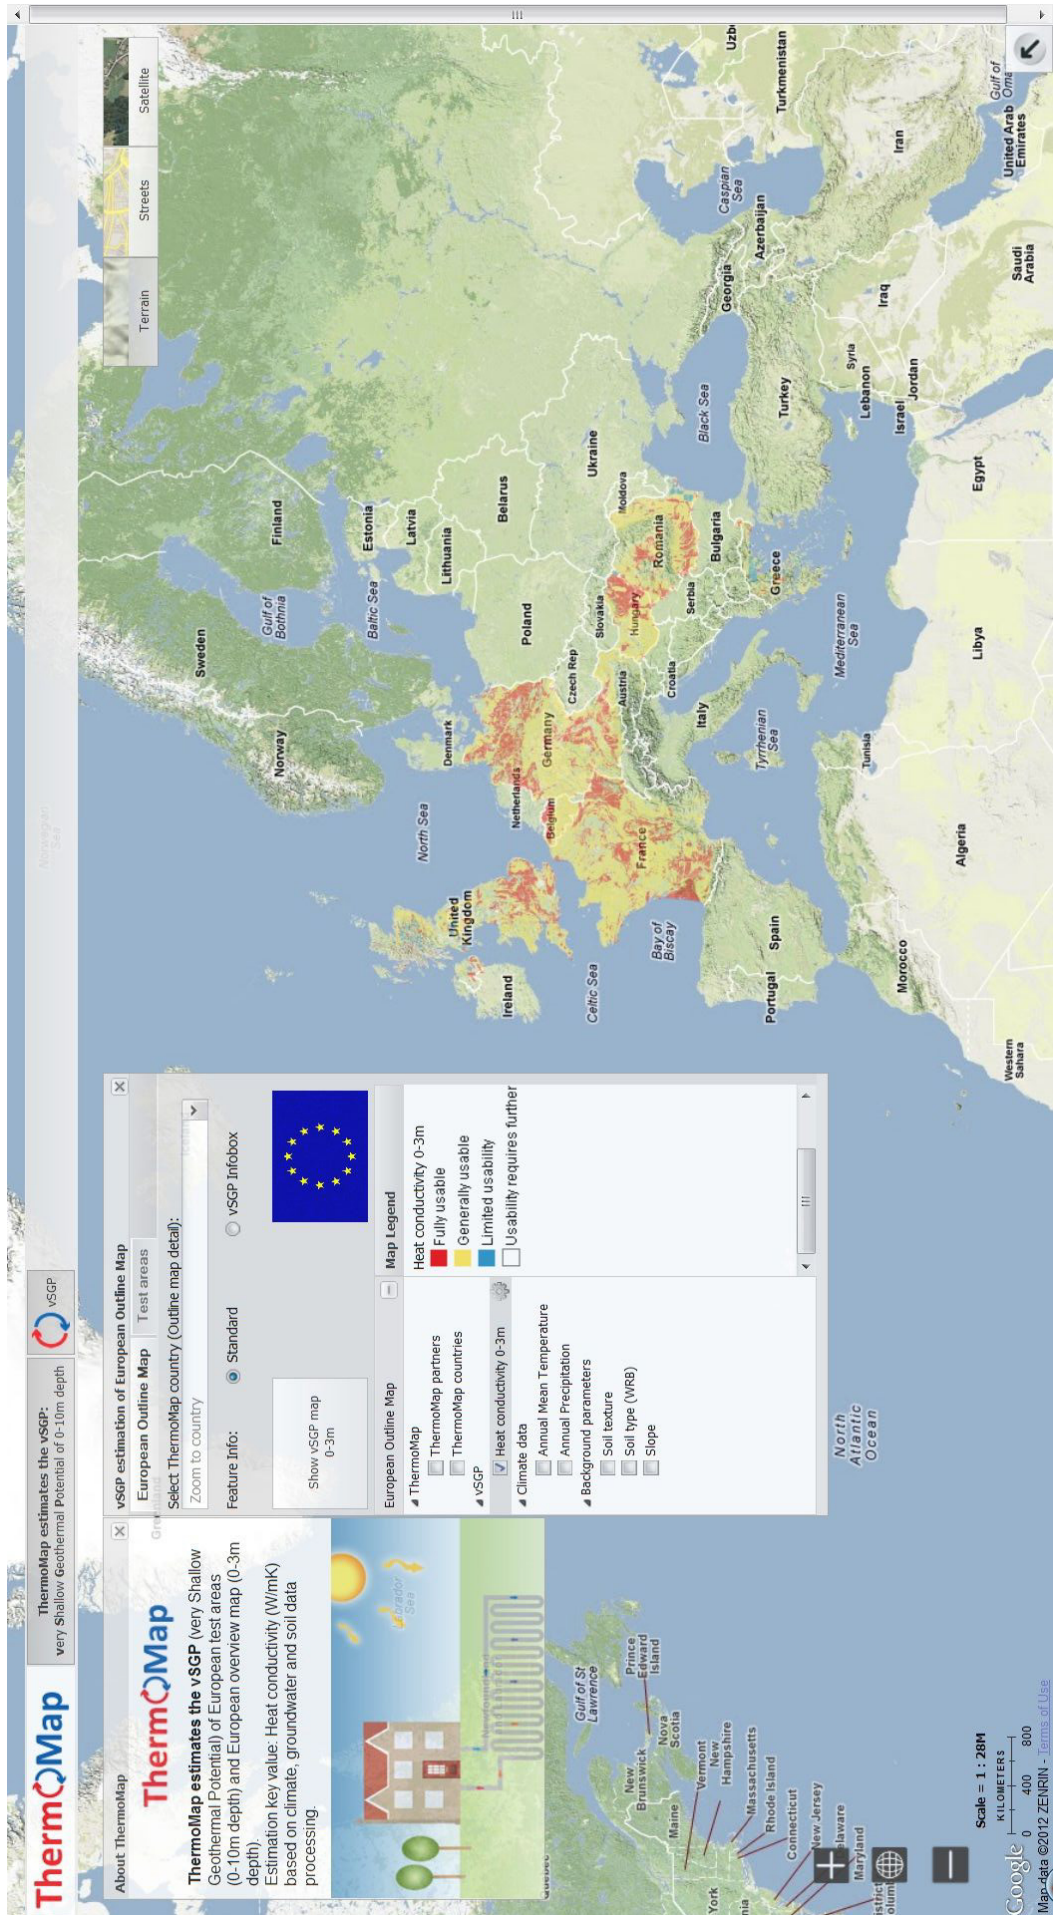 ThermoMap
ThermoMap estimates the vSGP:
very Shallow Geothermal Potential of 0-10m depth
vSGP
Terrain
Streets
Satellite
About ThermoMap
ThermoMap
ThermoMap estimates the vSGP (very Shallow
Geothermal Potential) of European test areas
(0-10m depth) and European overview map (0-3m
depth).
Estimation key value: Heat conductivity (W/mK)
based on climate, groundwater and soil data
processing.
vSGP estimation of European Outline Map
European Outline Map
Test areas
Select ThermoMap country (Outline map detail):
Zoom to country
Feature Info:
Standard
vSGP Infobox
Show vSGP map
0-3m
European Outline Map
ThermoMap
ThermoMap partners
ThermoMap countries
vSGP
Heat conductivity 0-3m
Climate data
Annual Mean Temperature
Annual Precipitation
Background parameters
Soil texture
Soil type (WRB)
Slope
Map Legend
Heat conductivity 0-3m
Fully usable
Generally usable
Limited usability
Usability requires further
Norwegian
Sea
Labrador
Sea
Norway
Sweden
Finland
Gulf of
Bothnia
Estonia
Latvia
Lithuania
Baltic Sea
Denmark
North Sea
United
Kingdom
Ireland
Celtic Sea
Netherlands
Belgium
Germany
Poland
Belarus
Czech Rep
Slovakia
Ukraine
Moldova
Austria
Hungary
Romania
France
Bay of
Biscay
Croatia
Serbia
Bulgaria
Italy
Black Sea
Georgia
Azerbaijan
Caspian
Sea
Uzb
Turkmenistan
Portugal
Spain
Tyrrhenian
Sea
Greece
Turkey
Mediterranean
Sea
Tunisia
Syria
Lebanon
Israel
Jordan
Iraq
Iran
Morocco
Algeria
Libya
Egypt
Saudi
Arabia
United Arab
Emirates
Gulf of
Oma
Western
Sahara
North
Atlantic
Ocean
Gulf of St
Lawrence
Prince
Edward
Island
Nova
Scotia
New
Brunswick
Maine
Vermont
New
Hampshire
Massachusetts
Rhode Island
Connecticut
New Jersey
elaware
Maryland
York
nia
Scale = 1 : 28M
KILOMETERS
0 400 800
Google
Map data ©2012 ZENRIN - Terms of Use